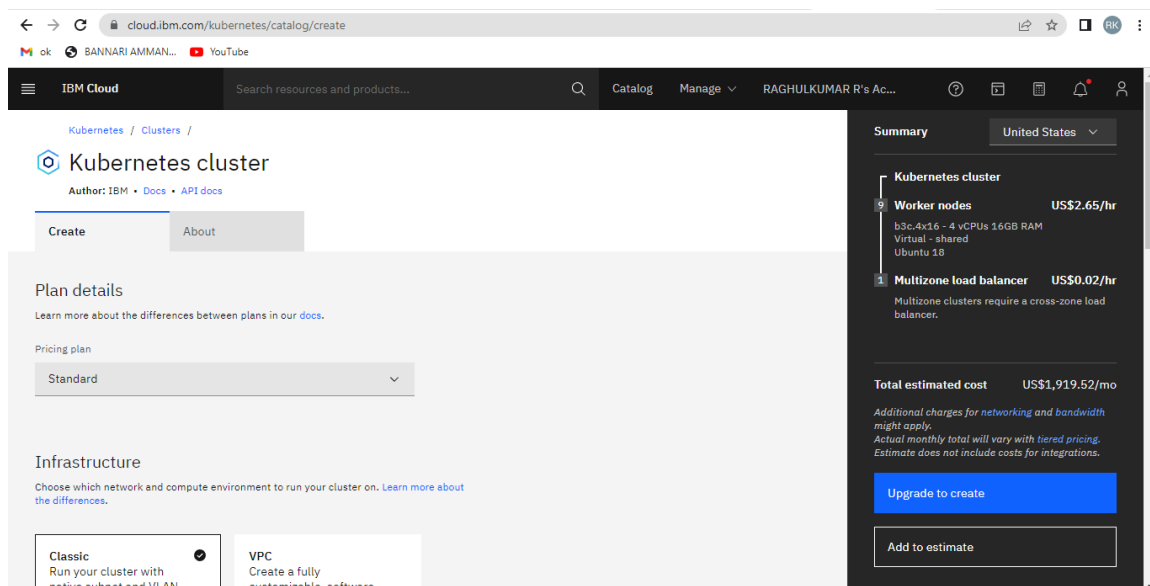 cloud.ibm.com/kubernetes/catalog/create
RK
ok
BANNARI AMMAN...
YouTube
IBM Cloud
Search resources and products...
Catalog
Manage
RAGHULKUMAR R's Ac...
Kubernetes / Clusters /
Kubernetes cluster
Author: IBM • Docs • API docs
Create
About
Plan details
Learn more about the differences between plans in our docs.
Pricing plan
Standard
Infrastructure
Choose which network and compute environment to run your cluster on. Learn more about
the differences.
Classic
Run your cluster with
native subnet and VLAN
VPC
Create a fully
customizable, software
Summary
United States
Kubernetes cluster
9 Worker nodes US$2.65/hr
b3c.4x16 - 4 vCPUs 16GB RAM
Virtual - shared
Ubuntu 18
1 Multizone load balancer US$0.02/hr
Multizone clusters require a cross-zone load
balancer.
Total estimated cost US$1,919.52/mo
Additional charges for networking and bandwidth
might apply.
Actual monthly total will vary with tiered pricing.
Estimate does not include costs for integrations.
Upgrade to create
Add to estimate